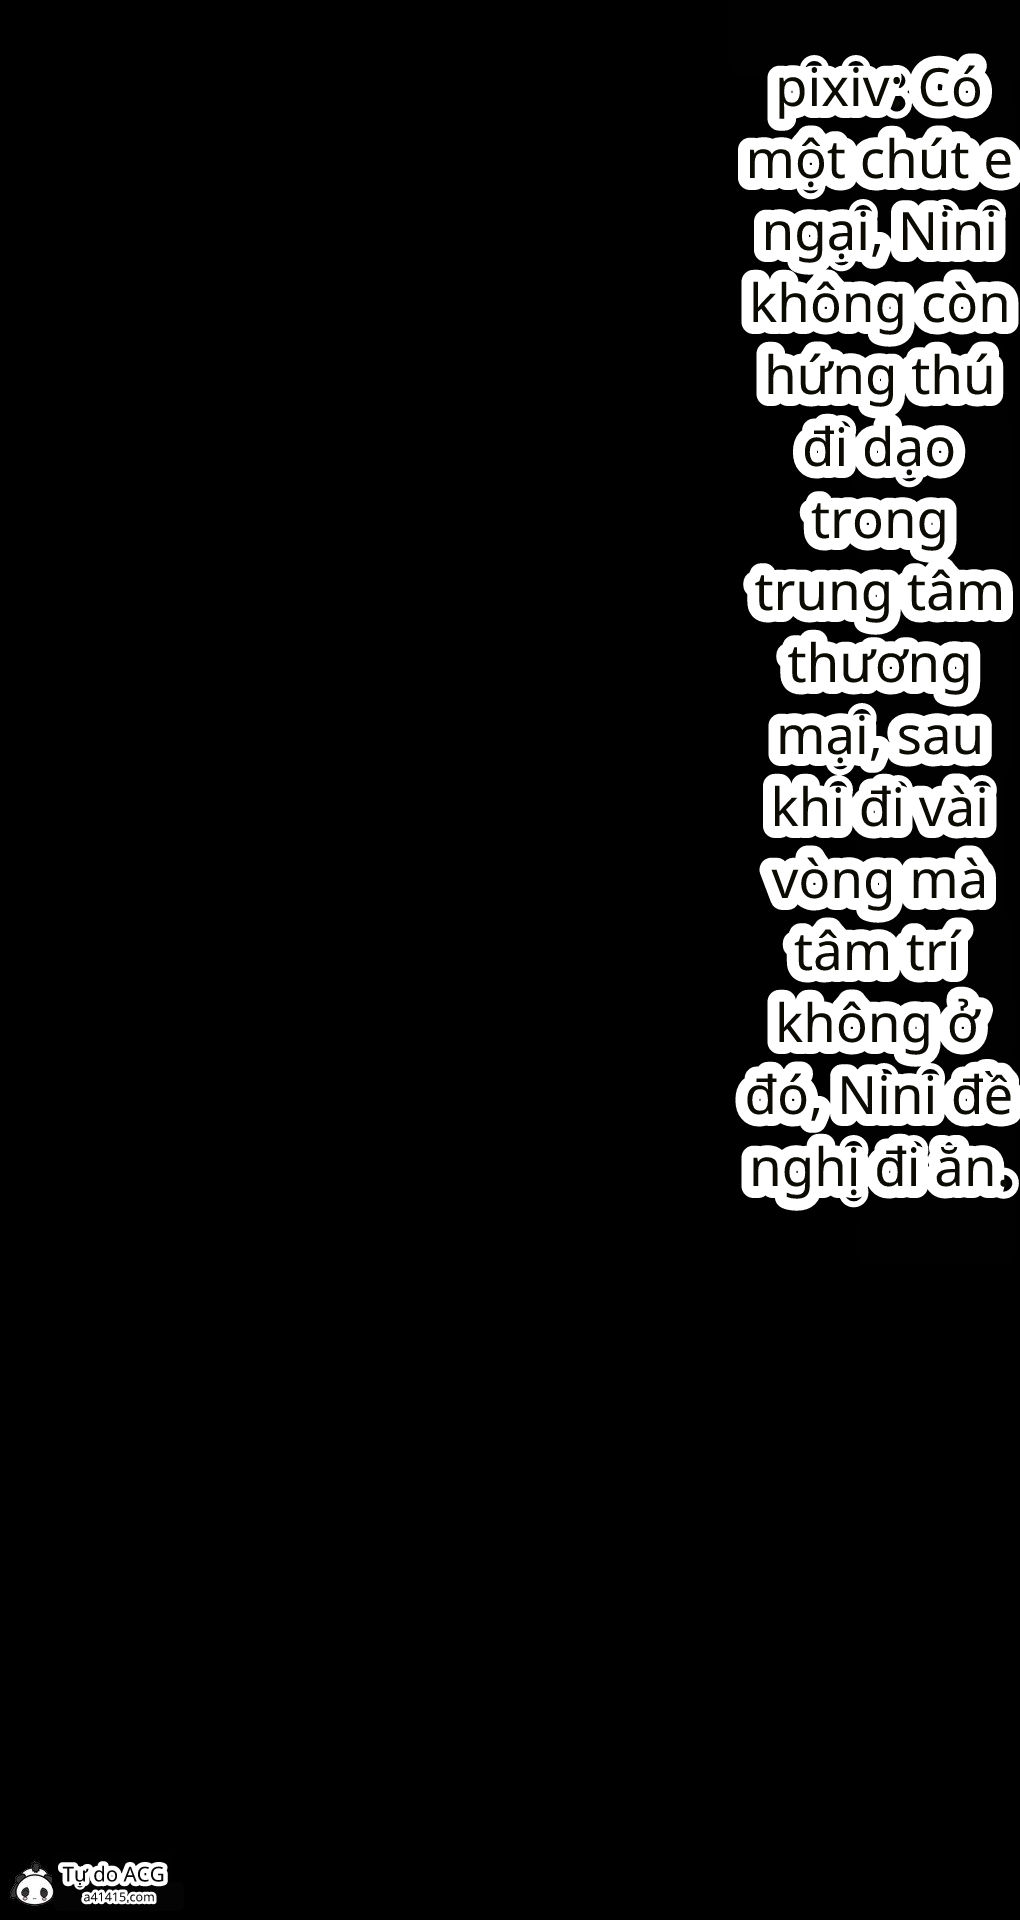 pixiv; Có
một chút e
ngại, Nini
không còn
hứng thú
đi dạo
trong
trung tâm
thương
mại, sau
khi đi vài
vòng mà
tâm trí
không ở
đó, Nini đề
nghị đi ăn.
Tự do ACG
a41415.com